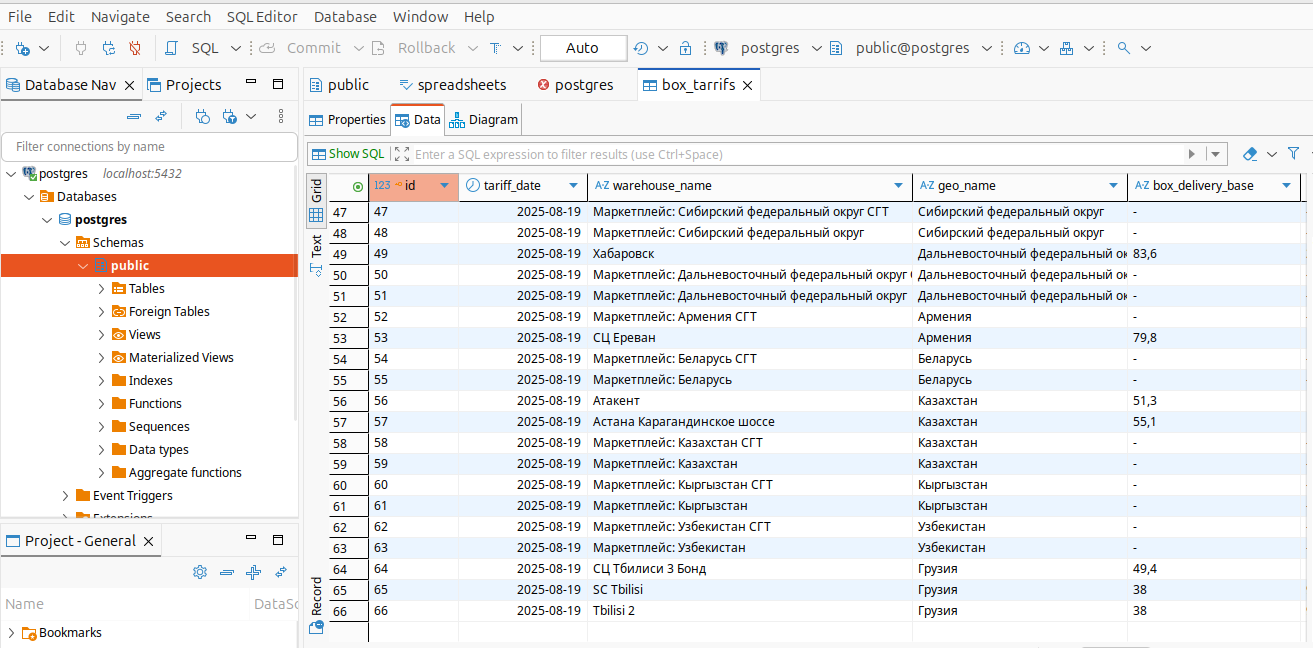 File Edit Navigate Search SQL Editor Database Window Help
SQL Commit Rollback T Auto postgres public@postgres
Database Nav Projects
public spreadsheets postgres box_tarrifs
Properties Data Diagram
Filter connections by name
Show SQL Enter a SQL expression to filter results (use Ctrl+Space)
postgres localhost:5432
Databases
postgres
Schemas
public
Tables
Foreign Tables
Views
Materialized Views
Indexes
Functions
Sequences
Data types
Aggregate functions
Event Triggers
Extensions
Project - General
Name DataSc
Bookmarks
Grid
Text
Record
123 id tariff_date A-Z warehouse_name A-Z geo_name A-Z box_delivery_base
47 47 2025-08-19 Маркетплейс: Сибирский федеральный округ СГТ Сибирский федеральный округ -
48 48 2025-08-19 Маркетплейс: Сибирский федеральный округ Сибирский федеральный округ -
49 49 2025-08-19 Хабаровск Дальневосточный федеральный ок 83,6
50 50 2025-08-19 Маркетплейс: Дальневосточный федеральный округ Дальневосточный федеральный ок -
51 51 2025-08-19 Маркетплейс: Дальневосточный федеральный округ Дальневосточный федеральный ок -
52 52 2025-08-19 Маркетплейс: Армения СГТ Армения -
53 53 2025-08-19 СЦ Ереван Армения 79,8
54 54 2025-08-19 Маркетплейс: Беларусь СГТ Беларусь -
55 55 2025-08-19 Маркетплейс: Беларусь Беларусь -
56 56 2025-08-19 Атакент Казахстан 51,3
57 57 2025-08-19 Астана Карагандинское шоссе Казахстан 55,1
58 58 2025-08-19 Маркетплейс: Казахстан СГТ Казахстан -
59 59 2025-08-19 Маркетплейс: Казахстан Казахстан -
60 60 2025-08-19 Маркетплейс: Кыргызстан СГТ Кыргызстан -
61 61 2025-08-19 Маркетплейс: Кыргызстан Кыргызстан -
62 62 2025-08-19 Маркетплейс: Узбекистан СГТ Узбекистан -
63 63 2025-08-19 Маркетплейс: Узбекистан Узбекистан -
64 64 2025-08-19 СЦ Тбилиси 3 Бонд Грузия 49,4
65 65 2025-08-19 SC Tbilisi Грузия 38
66 66 2025-08-19 Tbilisi 2 Грузия 38